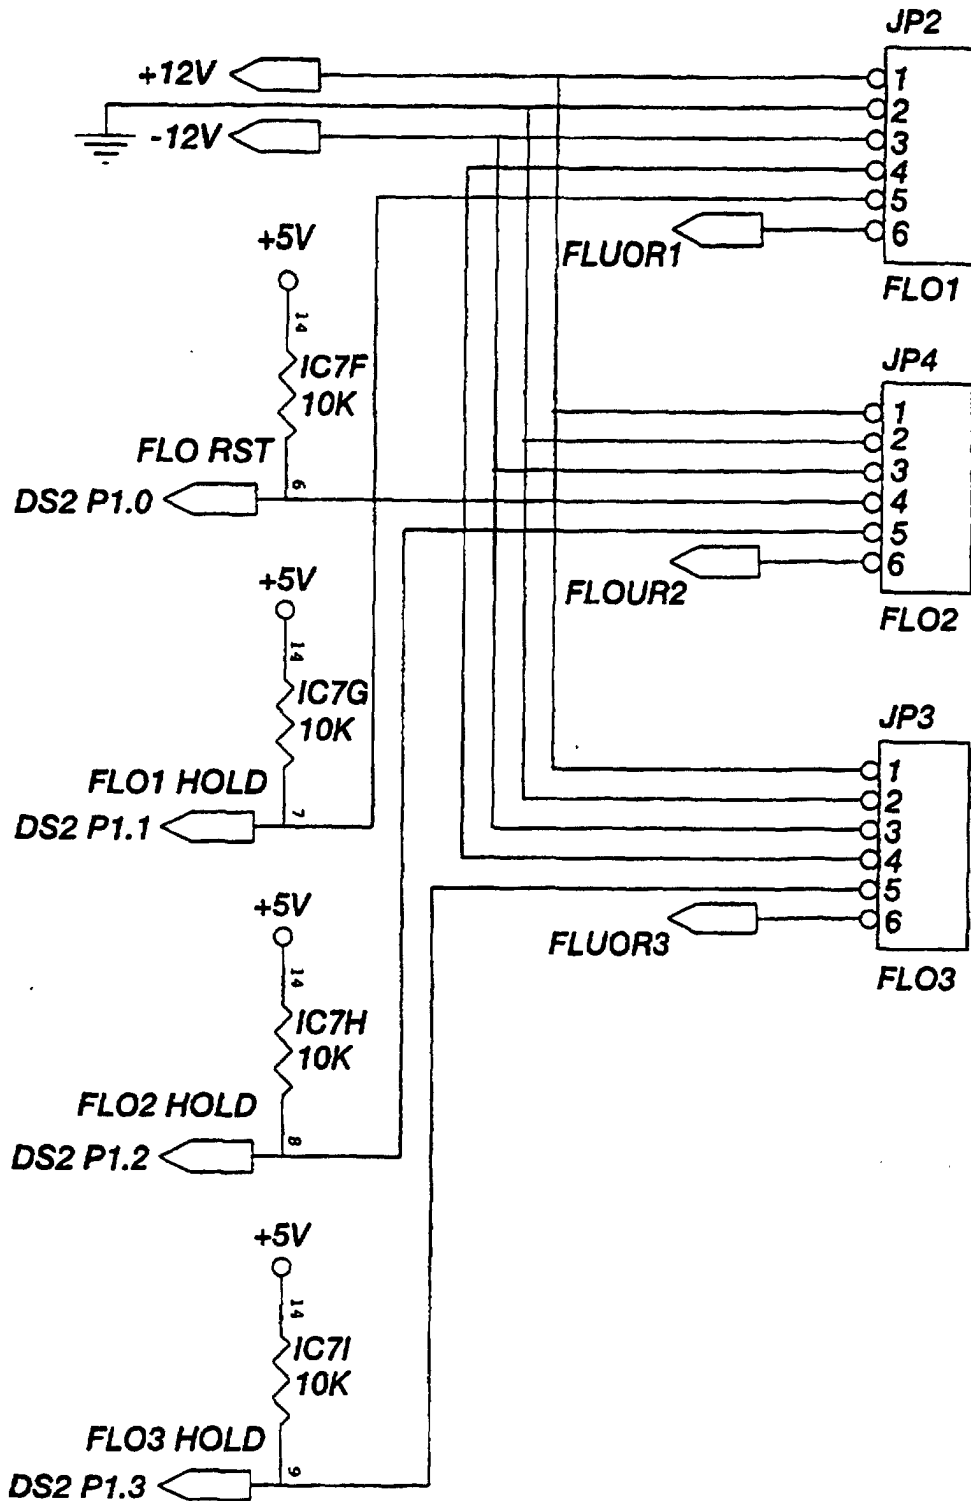 JP2
+12V
1
2
-12V
3
4
5
6
FLUOR1
FLO1
+5V
14
IC7F
10K
FLO RST
6
DS2 P1.0
JP4
1
2
3
4
5
6
FLOUR2
FLO2
+5V
14
IC7G
10K
FLO1 HOLD
7
DS2 P1.1
JP3
1
2
3
4
5
6
FLUOR3
FLO3
+5V
14
IC7H
10K
FLO2 HOLD
8
DS2 P1.2
+5V
14
IC7I
10K
FLO3 HOLD
9
DS2 P1.3